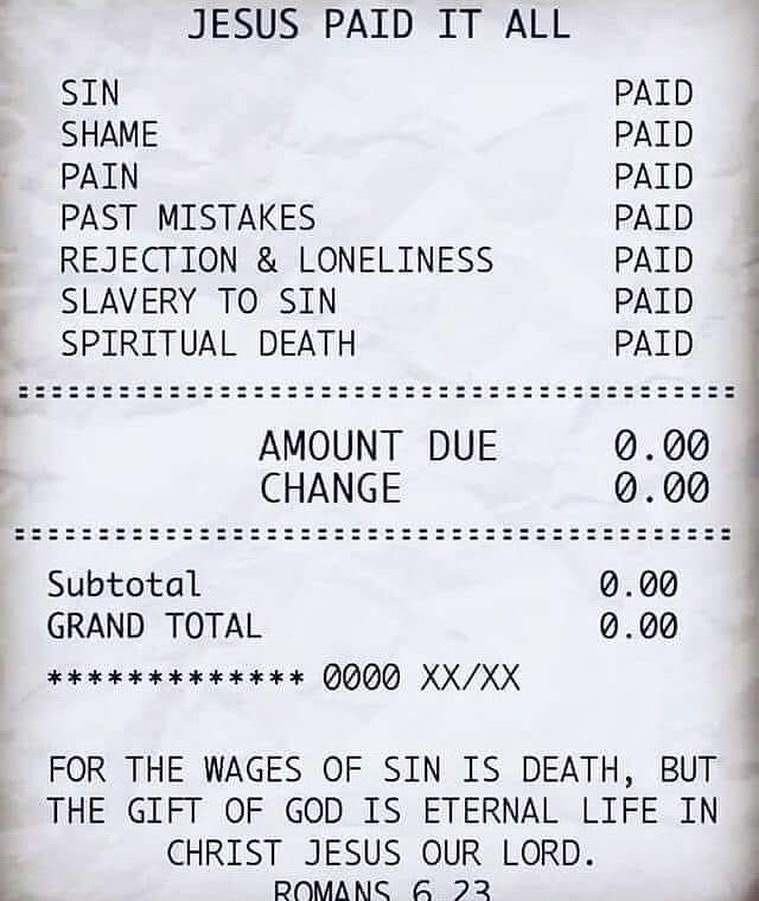 JESUS PAID IT ALL
SIN PAID
SHAME PAID
PAIN PAID
PAST MISTAKES PAID
REJECTION & LONELINESS PAID
SLAVERY TO SIN PAID
SPIRITUAL DEATH PAID
:::::::::::::::::::::::::::::::::::::::::::::
AMOUNT DUE 0.00
CHANGE 0.00
:::::::::::::::::::::::::::::::::::::::::::::
Subtotal 0.00
GRAND TOTAL 0.00
************* 0000 XX/XX
FOR THE WAGES OF SIN IS DEATH, BUT
THE GIFT OF GOD IS ETERNAL LIFE IN
CHRIST JESUS OUR LORD.
ROMANS 6 23